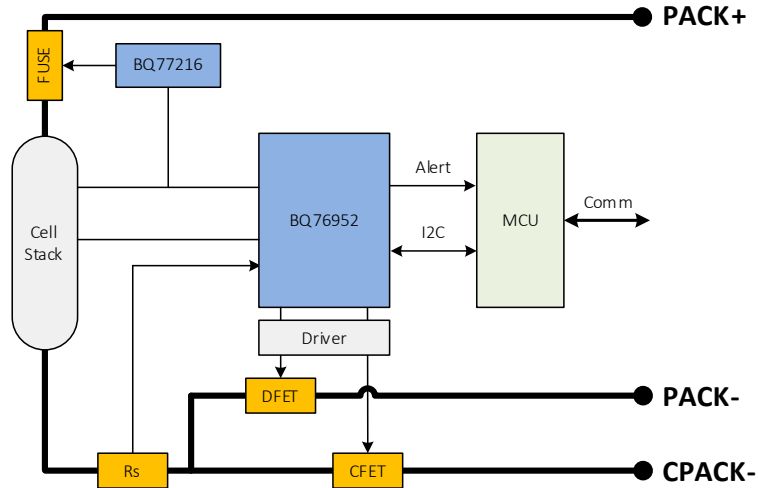 PACK+
FUSE
BQ77216
Alert
Cell
Stack
BQ76952
MCU
Comm
I2C
Driver
DFET
PACK-
Rs
CFET
CPACK-